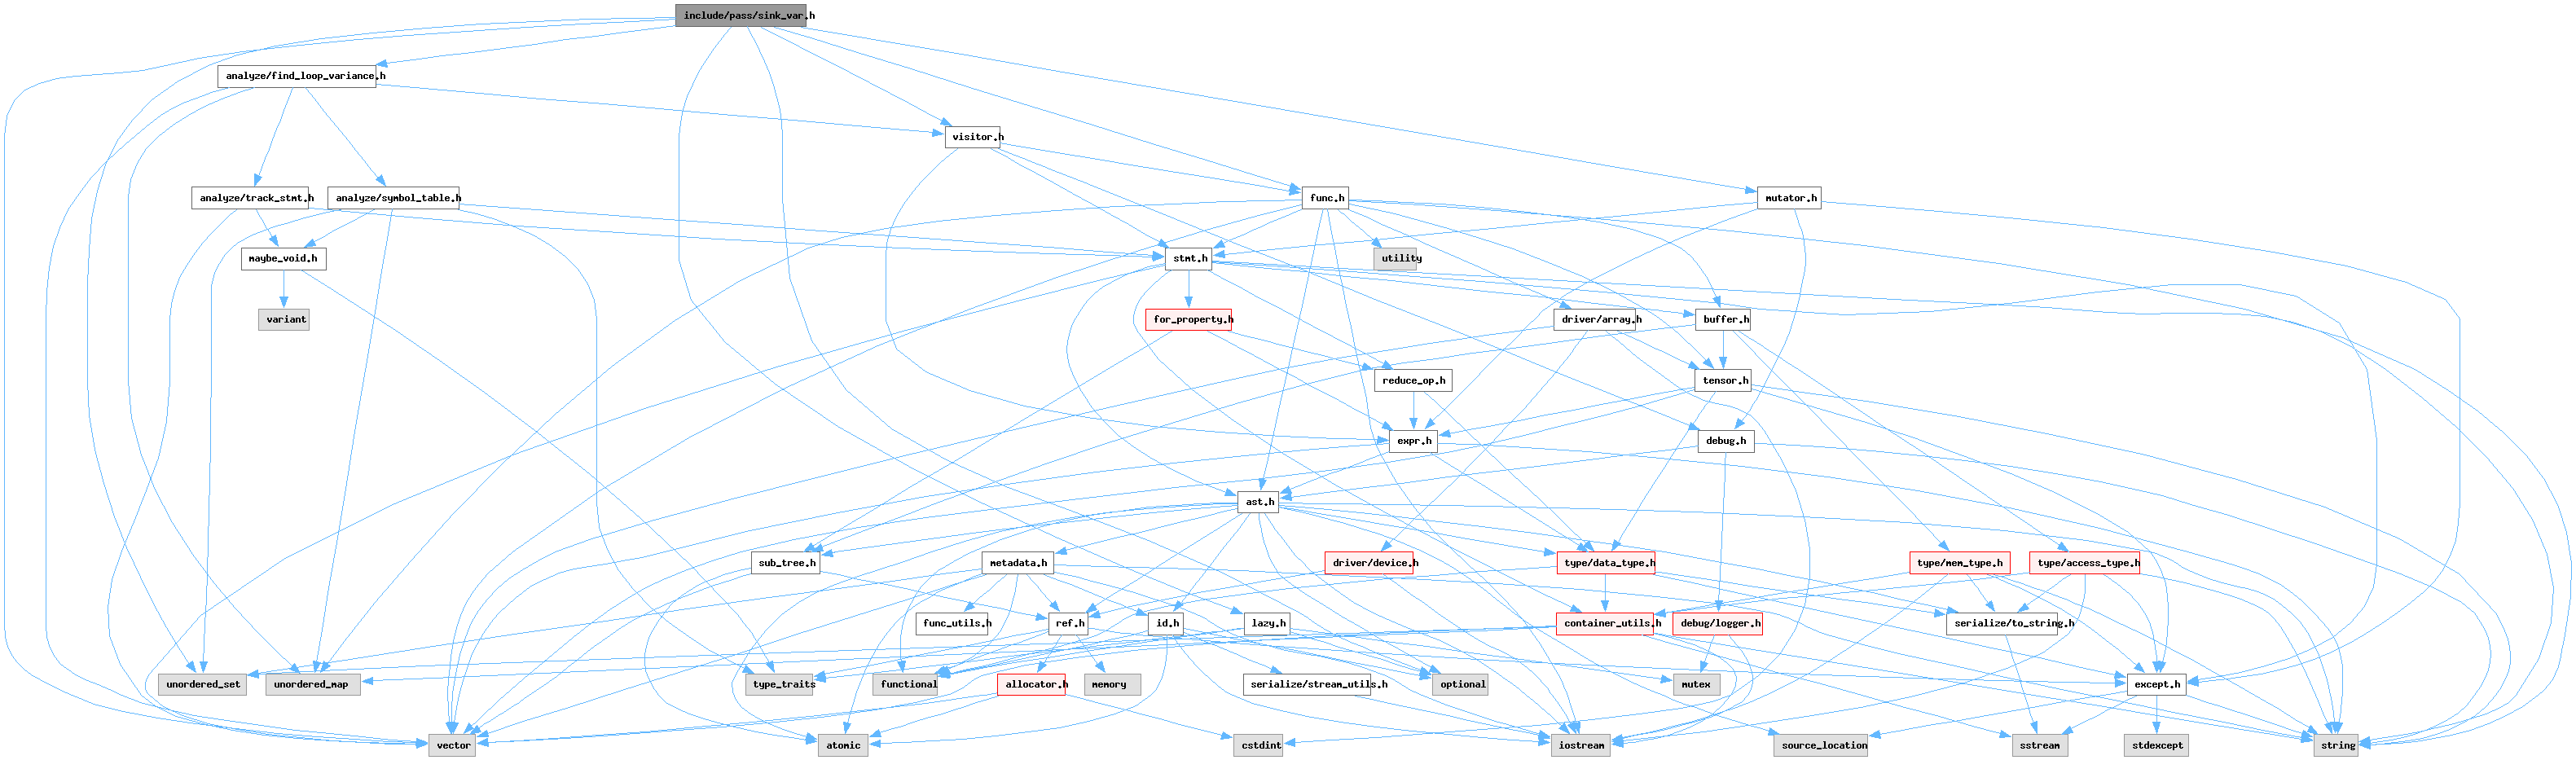 include/pass/sink_var.h
analyze/find_loop_variance.h
visitor.h
analyze/track_stmt.h
analyze/symbol_table.h
func.h
mutator.h
maybe_void.h
stmt.h
utility
variant
for_property.h
driver/array.h
buffer.h
reduce_op.h
tensor.h
expr.h
debug.h
ast.h
sub_tree.h
metadata.h
driver/device.h
type/data_type.h
type/mem_type.h
type/access_type.h
func_utils.h
ref.h
id.h
lazy.h
container_utils.h
debug/logger.h
serialize/to_string.h
unordered_set
unordered_map
type_traits
functional
allocator.h
memory
serialize/stream_utils.h
optional
mutex
except.h
vector
atomic
cstdint
iostream
source_location
sstream
stdexcept
string